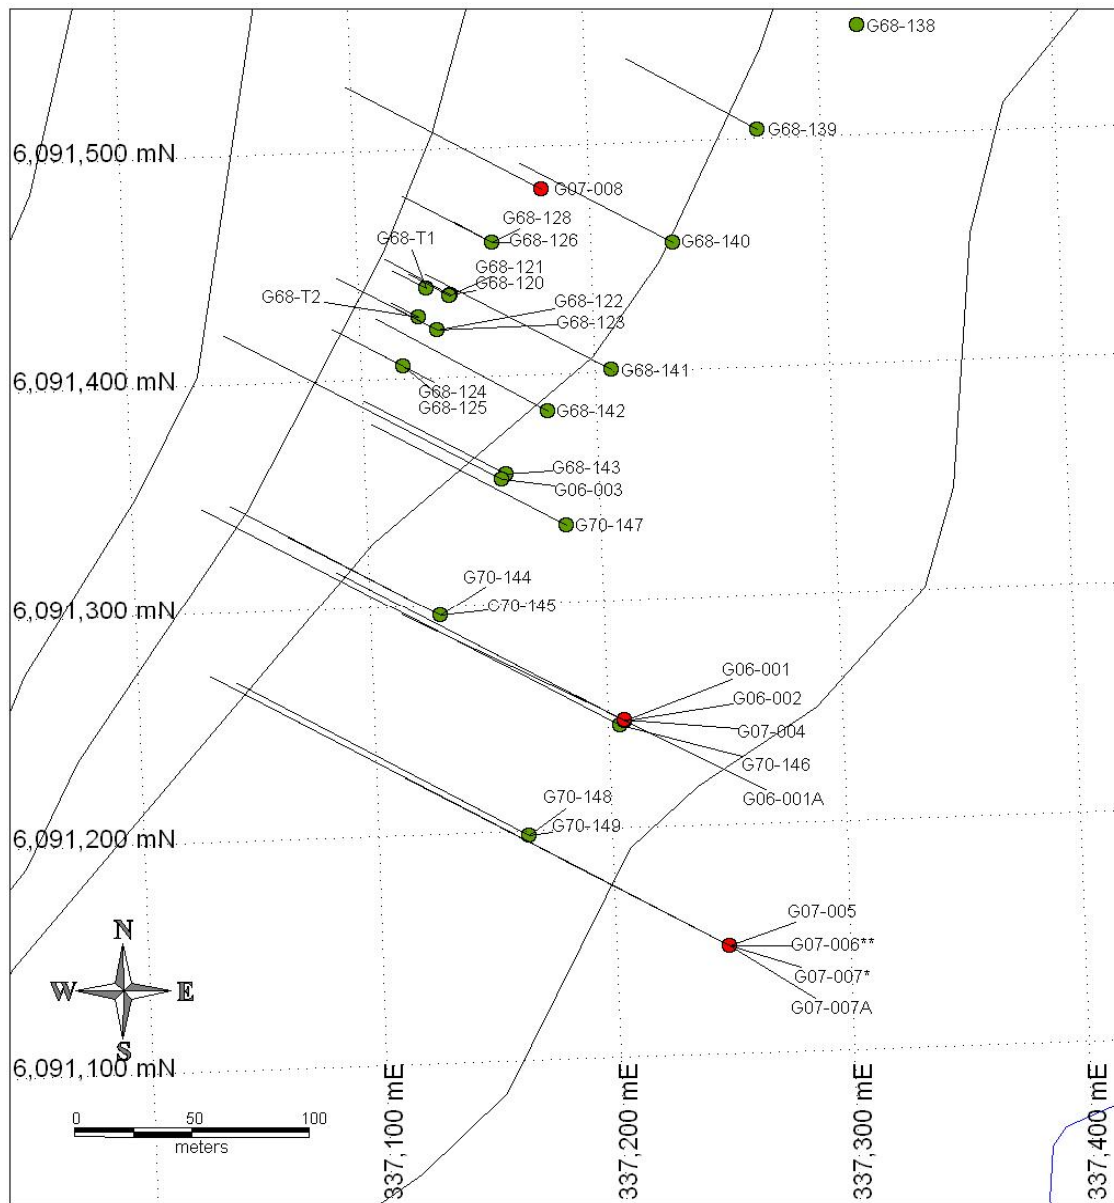 G68-138
G68-139
6,091,500 mN
G07-008
G68-128
G68-126
G68-T1
G68-140
G68-121
G68-120
G68-T2
G68-122
G68-123
G68-141
6,091,400 mN
G68-124
G68-125
G68-142
G68-143
G06-003
G70-147
G70-144
G70-145
6,091,300 mN
G06-001
G06-002
G07-004
G70-146
G06-001A
G70-148
G70-149
6,091,200 mN
G07-005
G07-006**
G07-007*
G07-007A
N
W E
S
6,091,100 mN
337,100 mE
337,200 mE
337,300 mE
337,400 mE
0 50 100
meters